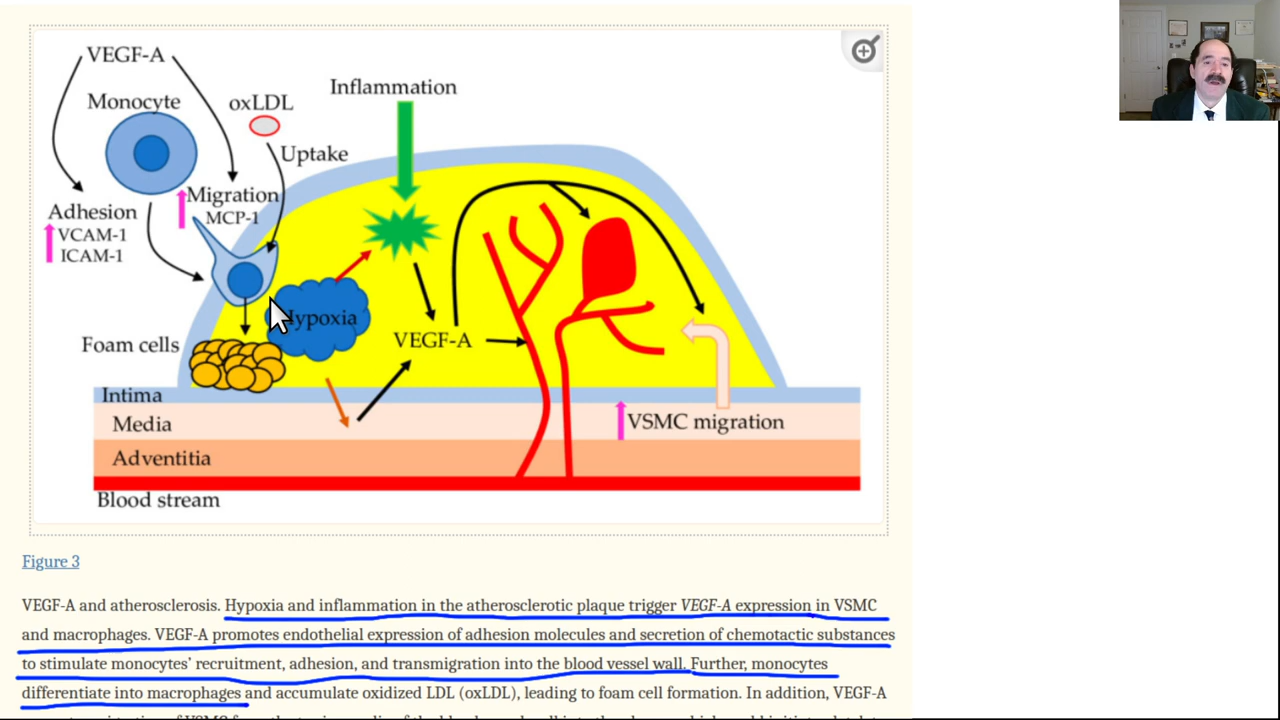 VEGF-A
Monocyte
oxLDL
Inflammation
Uptake
Migration
MCP-1
Adhesion
VCAM-1
ICAM-1
Hypoxia
VEGF-A
Foam cells
Intima
Media
VSMC migration
Adventitia
Blood stream
Figure 3
VEGF-A and atherosclerosis. Hypoxia and inflammation in the atherosclerotic plaque trigger VEGF-A expression in VSMC
and macrophages. VEGF-A promotes endothelial expression of adhesion molecules and secretion of chemotactic substances
to stimulate monocytes' recruitment, adhesion, and transmigration into the blood vessel wall. Further, monocytes
differentiate into macrophages and accumulate oxidized LDL (oxLDL), leading to foam cell formation. In addition, VEGF-A